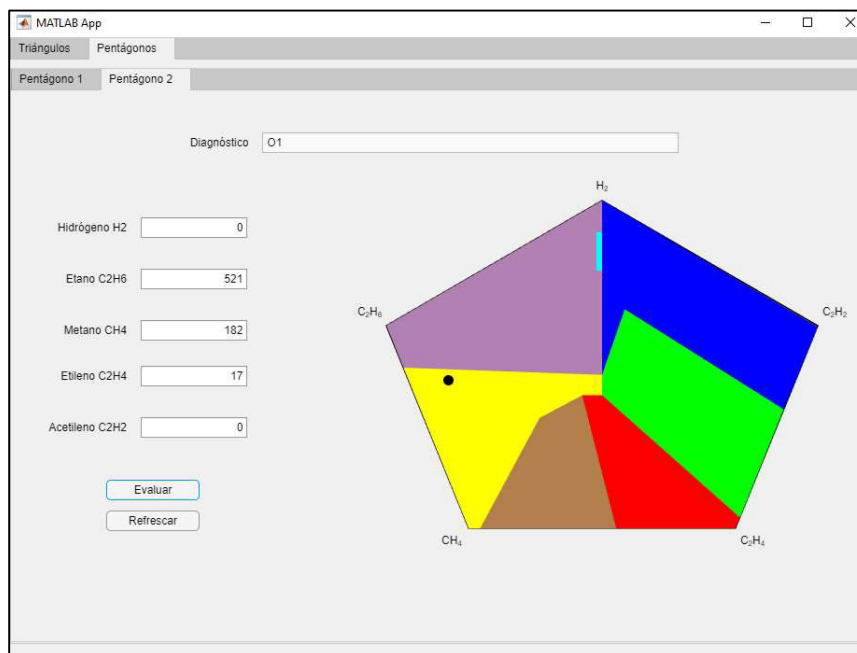 MATLAB App
Triángulos Pentágonos
Pentágono 1 Pentágono 2
Diagnóstico O1
H₂
Hidrógeno H2 0
Etano C2H6 521
C₂H₆ C₂H₂
Metano CH4 182
Etileno C2H4 17
Acetileno C2H2 0
Evaluar
Refrescar
CH₄ C₂H₄